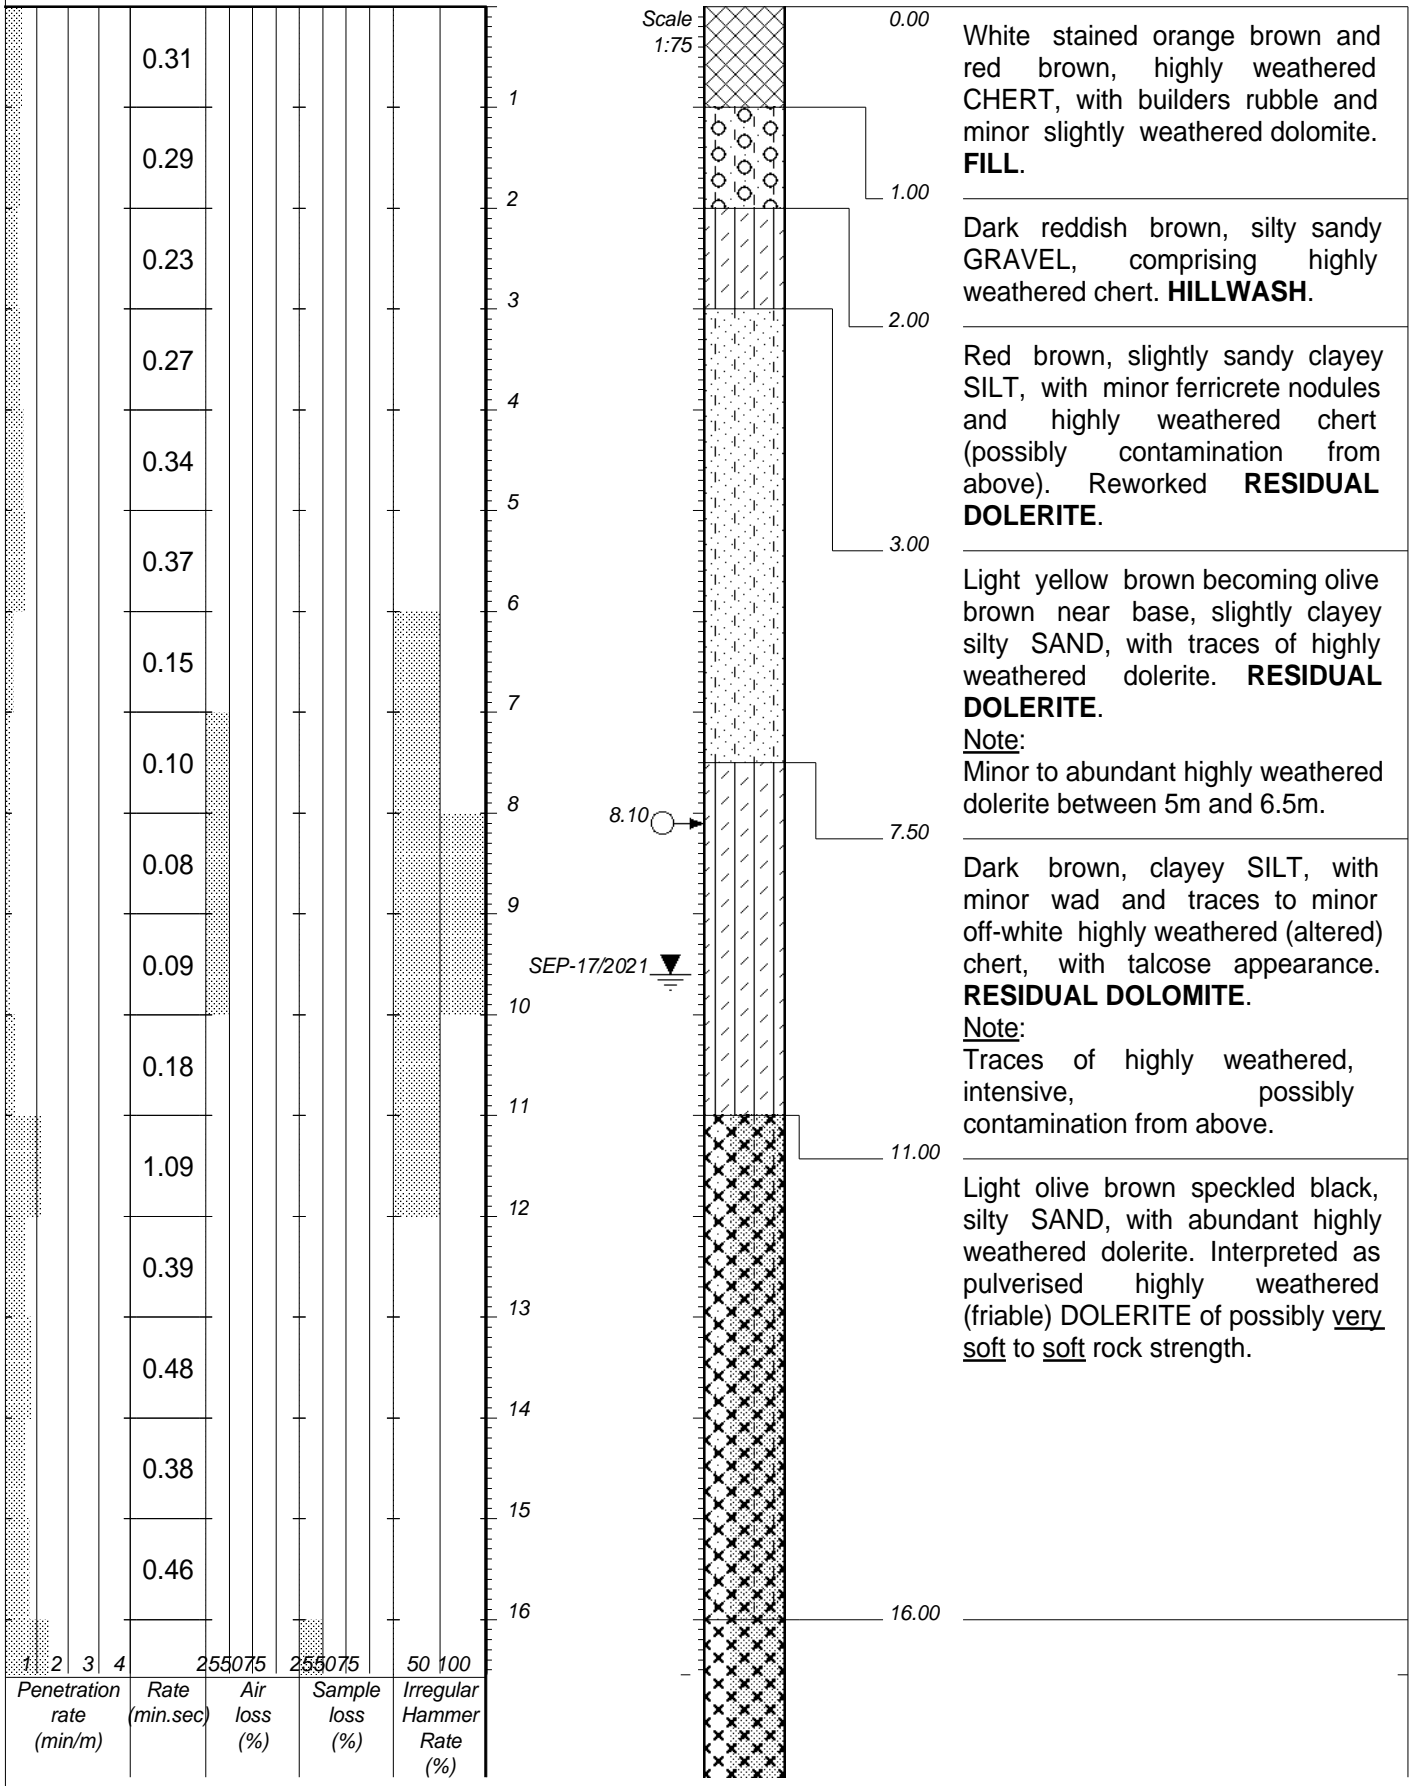 Scale
1:75
0.31
0.29
0.23
0.27
0.34
0.37
0.15
0.10
0.08
0.09
0.18
1.09
0.39
0.48
0.38
0.46
1
2
3
4
5
6
7
8
9
10
11
12
13
14
15
16
8.10
SEP-17/2021
0.00
White stained orange brown and
red brown, highly weathered
CHERT, with builders rubble and
minor slightly weathered dolomite.
FILL.
1.00
Dark reddish brown, silty sandy
GRAVEL, comprising highly
weathered chert. HILLWASH.
2.00
Red brown, slightly sandy clayey
SILT, with minor ferricrete nodules
and highly weathered chert
(possibly contamination from
above). Reworked RESIDUAL
DOLERITE.
3.00
Light yellow brown becoming olive
brown near base, slightly clayey
silty SAND, with traces of highly
weathered dolerite. RESIDUAL
DOLERITE.
Note:
Minor to abundant highly weathered
dolerite between 5m and 6.5m.
7.50
Dark brown, clayey SILT, with
minor wad and traces to minor
off-white highly weathered (altered)
chert, with talcose appearance.
RESIDUAL DOLOMITE.
Note:
Traces of highly weathered,
intensive, possibly
contamination from above.
11.00
Light olive brown speckled black,
silty SAND, with abundant highly
weathered dolerite. Interpreted as
pulverised highly weathered
(friable) DOLERITE of possibly very
soft to soft rock strength.
16.00
1 2 3 4 255075 255075 50 100
Penetration
rate
(min/m)
Rate
(min.sec)
Air
loss
(%)
Sample
loss
(%)
Irregular
Hammer
Rate
(%)